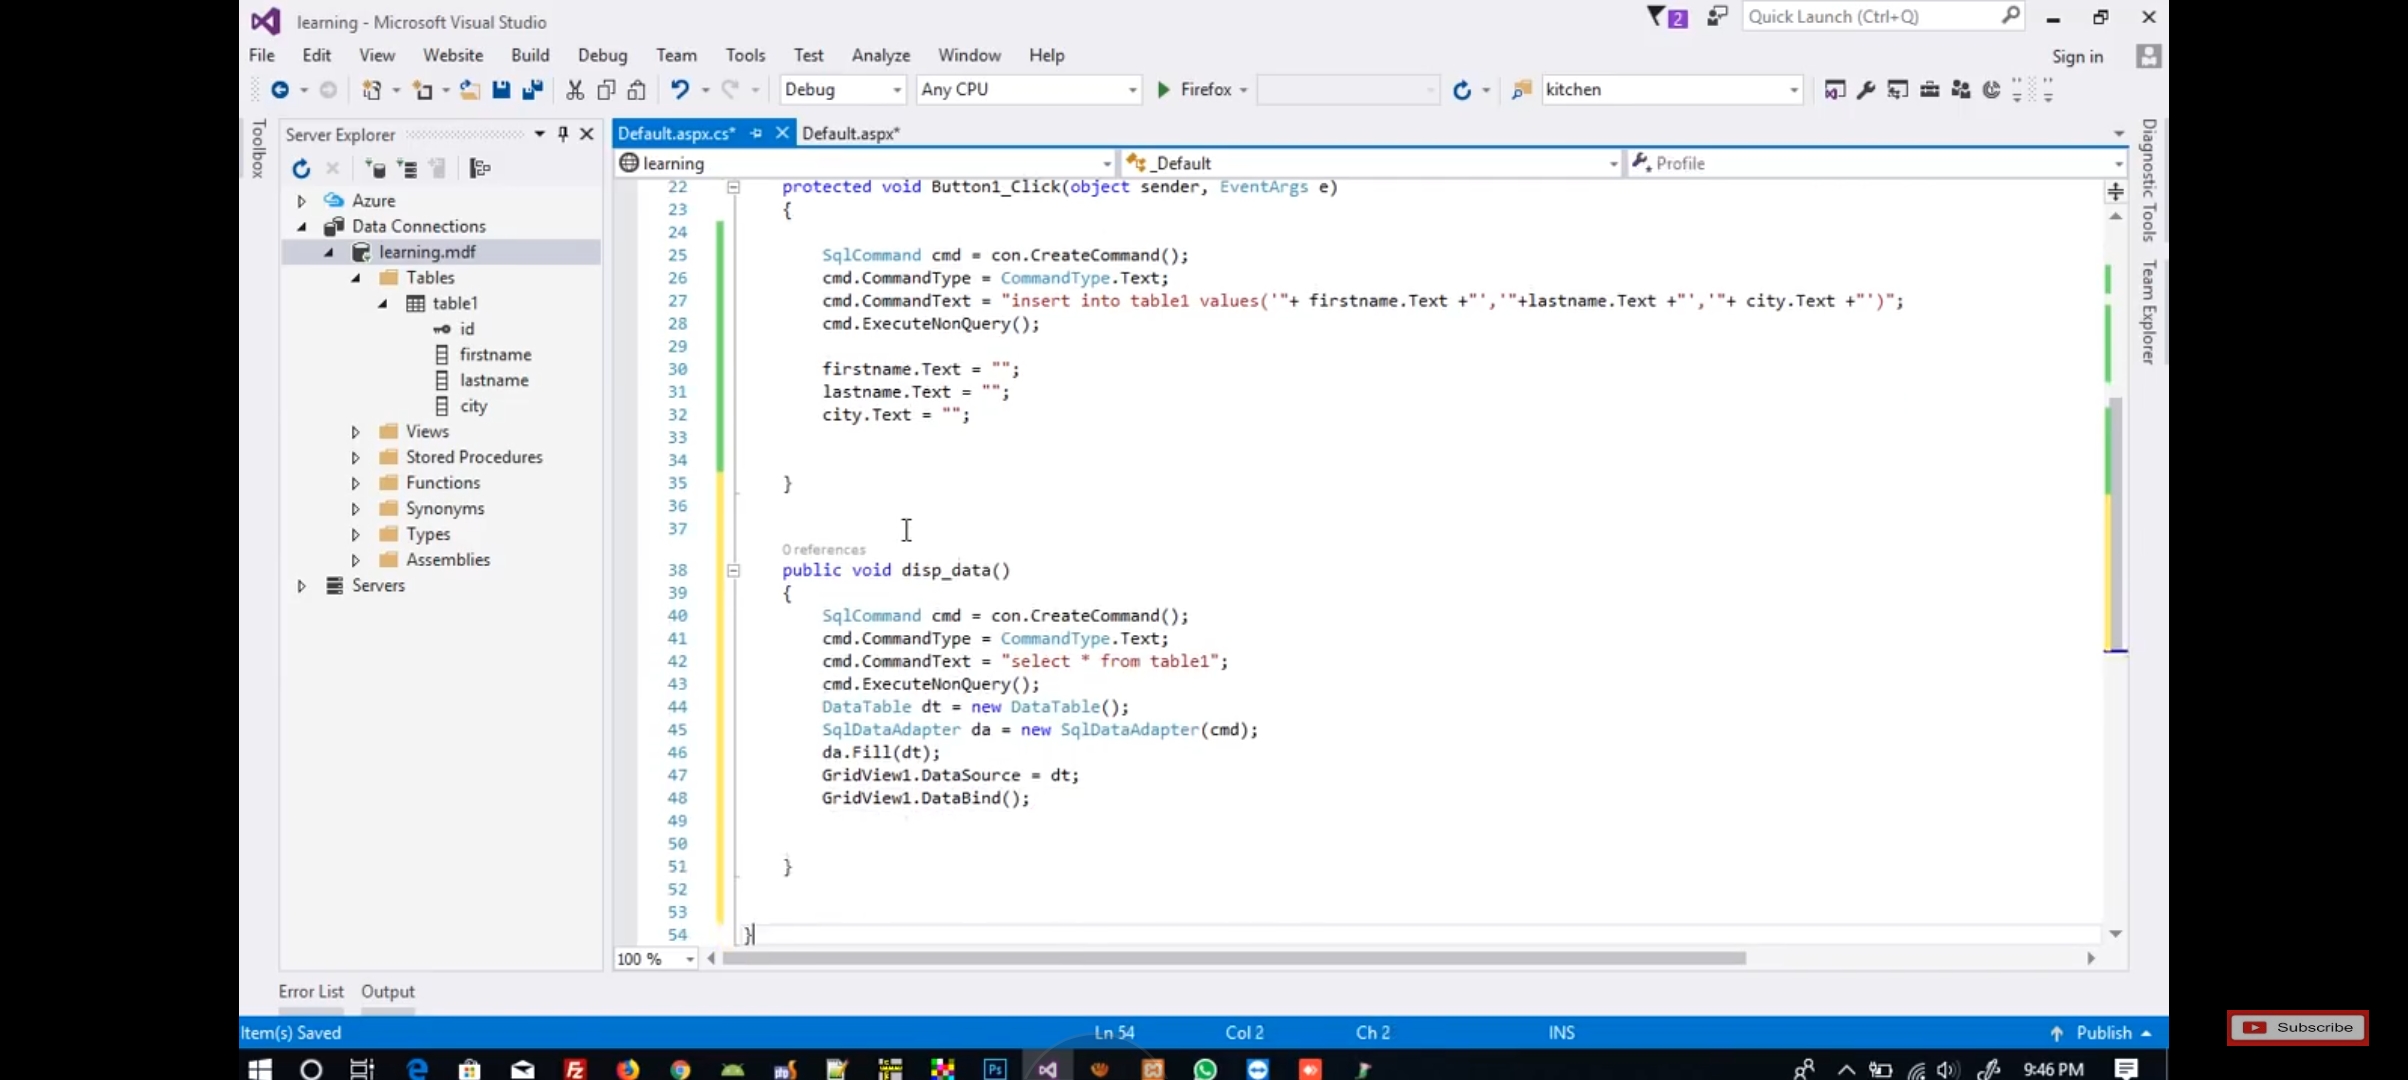 learning - Microsoft Visual Studio
2
Quick Launch (Ctrl+Q)
File Edit View Website Build Debug Team Tools Test Analyze Window Help
Sign in
Debug Any CPU Firefox kitchen
Toolbox
Server Explorer
Azure
Data Connections
learning.mdf
Tables
table1
id
firstname
lastname
city
Views
Stored Procedures
Functions
Synonyms
Types
Assemblies
Servers
Default.aspx.cs* Default.aspx*
learning _Default Profile
22 protected void Button1_Click(object sender, EventArgs e)
23 {
24
25 SqlCommand cmd = con.CreateCommand();
26 cmd.CommandType = CommandType.Text;
27 cmd.CommandText = "insert into table1 values('"+ firstname.Text +"','"+lastname.Text +"','"+ city.Text +"')";
28 cmd.ExecuteNonQuery();
29
30 firstname.Text = "";
31 lastname.Text = "";
32 city.Text = "";
33
34
35 }
36
37
0 references
38 public void disp_data()
39 {
40 SqlCommand cmd = con.CreateCommand();
41 cmd.CommandType = CommandType.Text;
42 cmd.CommandText = "select * from table1";
43 cmd.ExecuteNonQuery();
44 DataTable dt = new DataTable();
45 SqlDataAdapter da = new SqlDataAdapter(cmd);
46 da.Fill(dt);
47 GridView1.DataSource = dt;
48 GridView1.DataBind();
49
50
51 }
52
53
54 }
100 %
Diagnostic Tools
Team Explorer
Error List Output
Item(s) Saved Ln 54 Col 2 Ch 2 INS Publish
Fz
Ps
9:46 PM
Subscribe